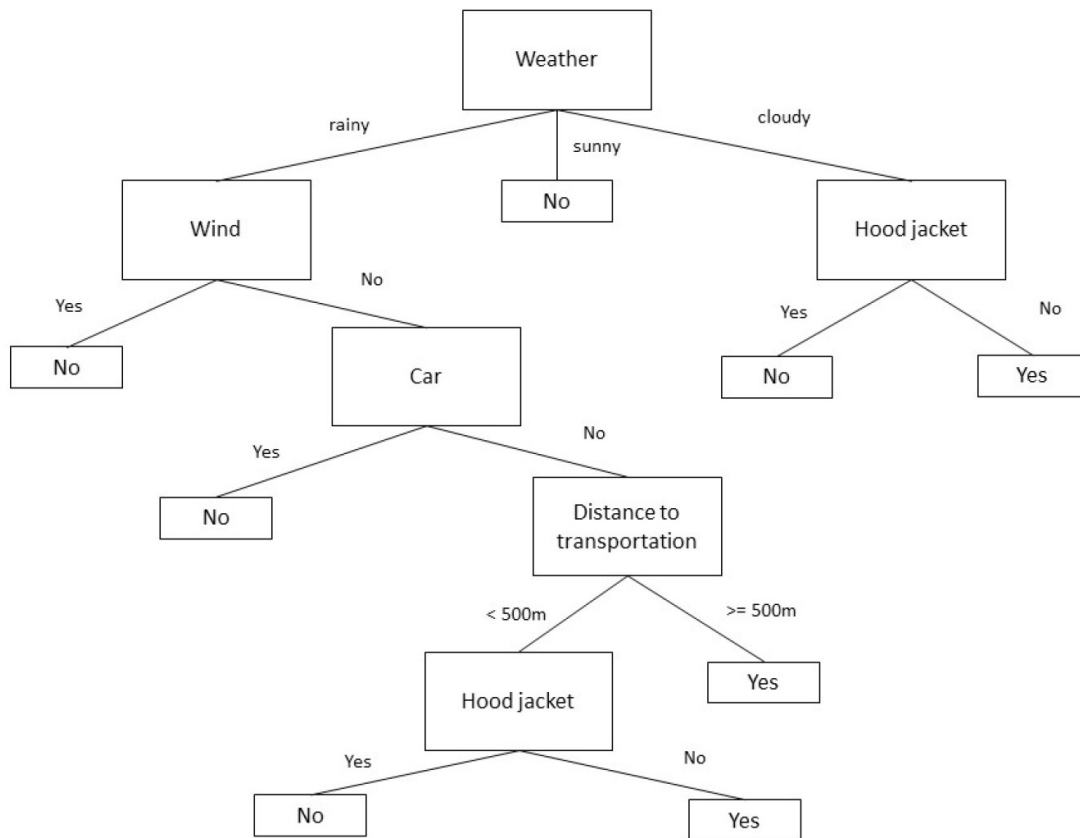 Weather
rainy
sunny
cloudy
Wind
No
Hood jacket
Yes
No
Yes
No
No
Car
No
Yes
Yes
No
No
Distance to
transportation
< 500m
>= 500m
Hood jacket
Yes
Yes
No
No
Yes